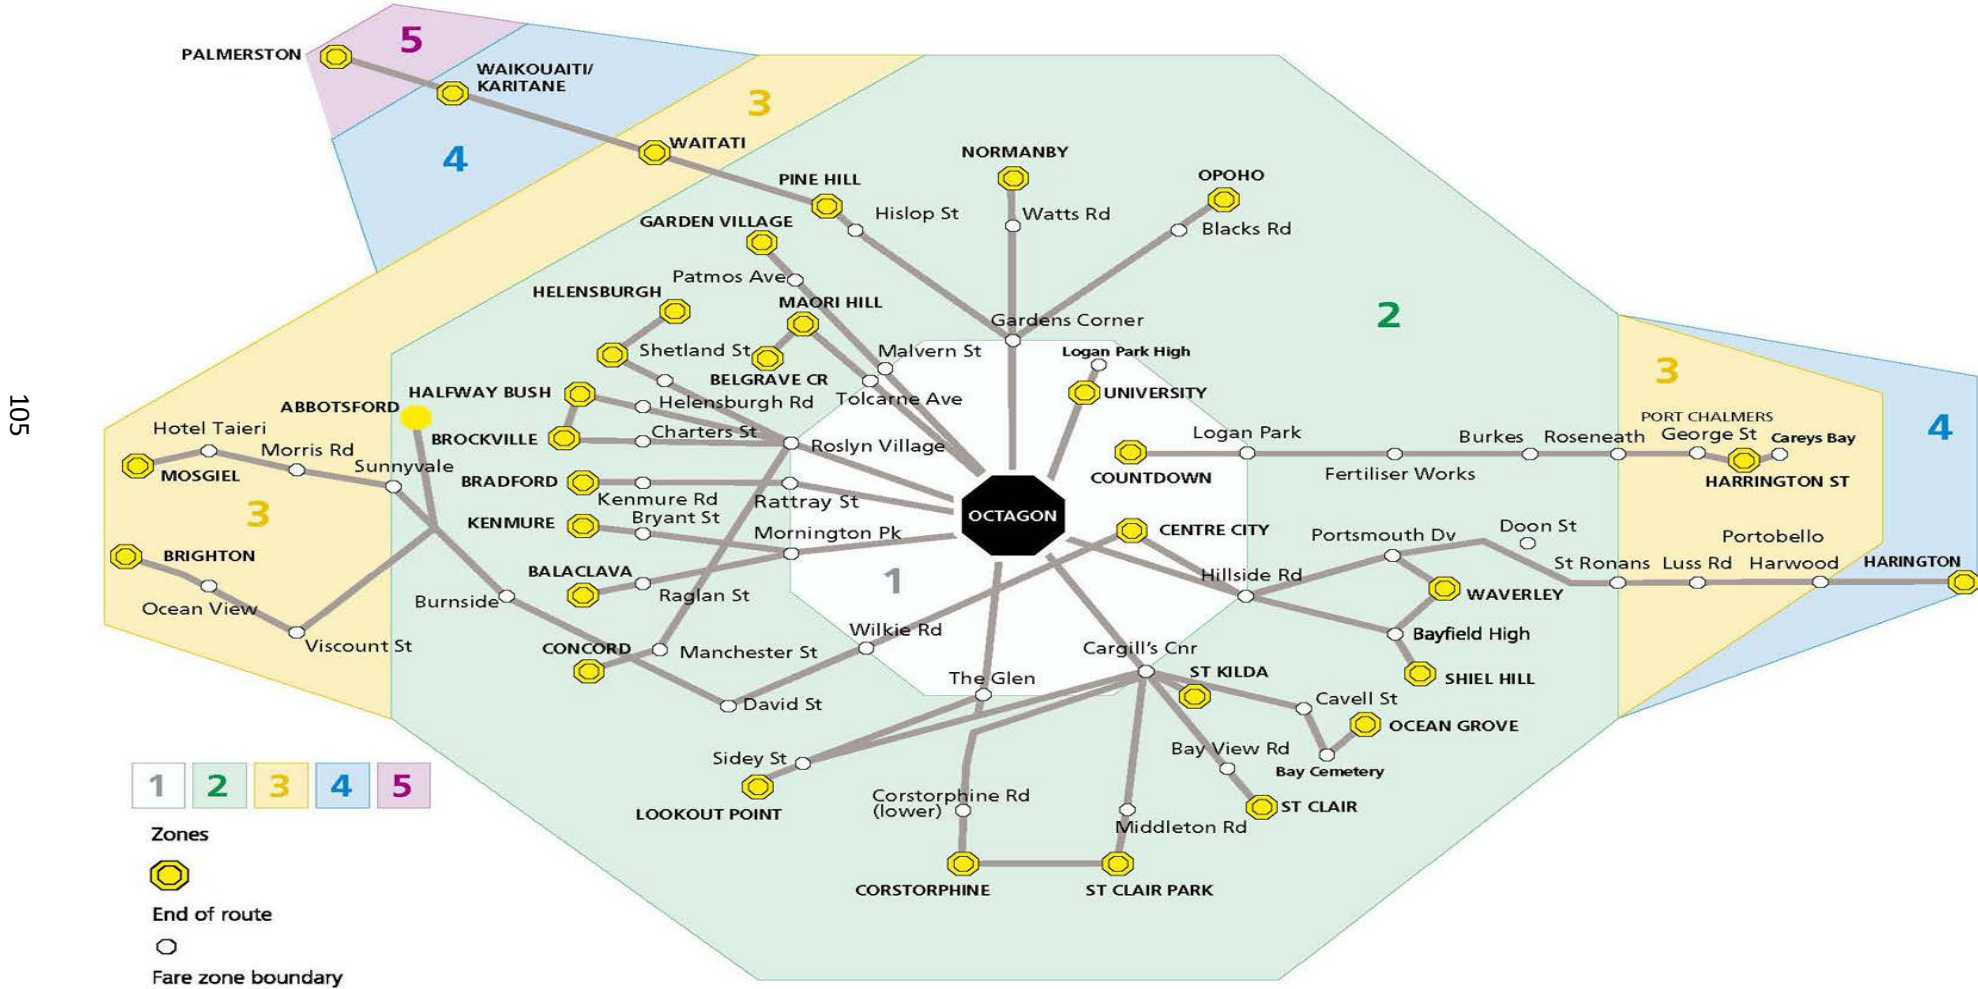 PALMERSTON
5
WAIKOUAITI/
KARITANE
4
3
WAITATI
NORMANBY
PINE HILL
OPOHO
Hislop St
Watts Rd
Blacks Rd
GARDEN VILLAGE
Patmos Ave
HELENSBURGH
MAORI HILL
2
Gardens Corner
Malvern St
Logan Park High
Shetland St
BELGRAVE CR
UNIVERSITY
HALFWAY BUSH
Helensburgh Rd
Tolcarne Ave
ABBOTSFORD
105
3
PORT CHALMERS
4
Hotel Taieri
BROCKVILLE
Charters St
Roslyn Village
Logan Park
Burkes
Roseneath
George St
Careys Bay
Morris Rd
Sunnyvale
MOSGIEL
BRADFORD
COUNTDOWN
Fertiliser Works
HARRINGTON ST
Kenmure Rd
Rattray St
3
KENMURE
Bryant St
OCTAGON
Mornington Pk
CENTRE CITY
Portsmouth Dv
Doon St
Portobello
BRIGHTON
BALACLAVA
1
Hillside Rd
St Ronans
Luss Rd
Harwood
HARINGTON
Ocean View
Burnside
Raglan St
WAVERLEY
Viscount St
Wilkie Rd
Bayfield High
CONCORD
Manchester St
Cargill's Cnr
The Glen
ST KILDA
SHIEL HILL
David St
Cavell St
OCEAN GROVE
Sidey St
Bay View Rd
Bay Cemetery
LOOKOUT POINT
Corstorphine Rd
(lower)
ST CLAIR
Middleton Rd
CORSTORPHINE
ST CLAIR PARK
1 2 3 4 5
Zones
End of route
Fare zone boundary